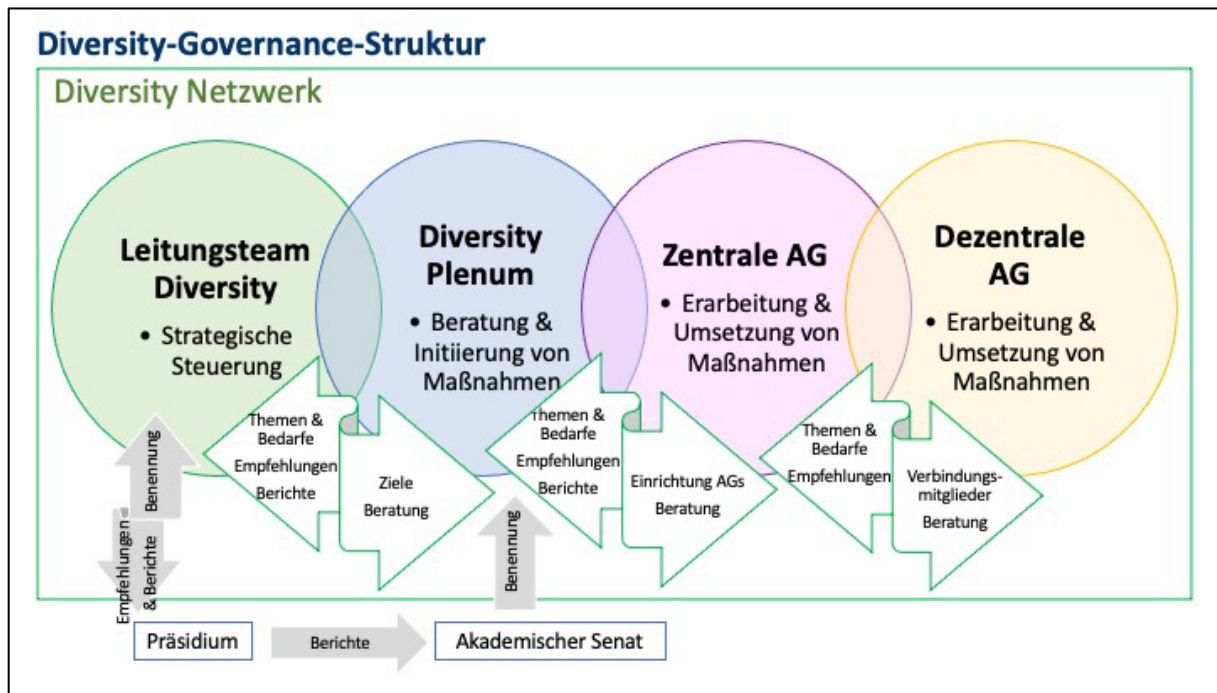 Diversity-Governance-Struktur
Diversity Netzwerk
Leitungsteam
Diversity
• Strategische
Steuerung
Diversity
Plenum
• Beratung &
Initiierung von
Maßnahmen
Zentrale AG
• Erarbeitung &
Umsetzung von
Maßnahmen
Dezentrale
AG
• Erarbeitung &
Umsetzung von
Maßnahmen
Benennung
Empfehlungen
& Berichte
Themen &
Bedarfe
Empfehlungen
Berichte
Ziele
Beratung
Themen &
Bedarfe
Empfehlungen
Berichte
Benennung
Einrichtung AGs
Beratung
Themen &
Bedarfe
Empfehlungen
Verbindungs-
mitglieder
Beratung
Präsidium
Berichte
Akademischer Senat